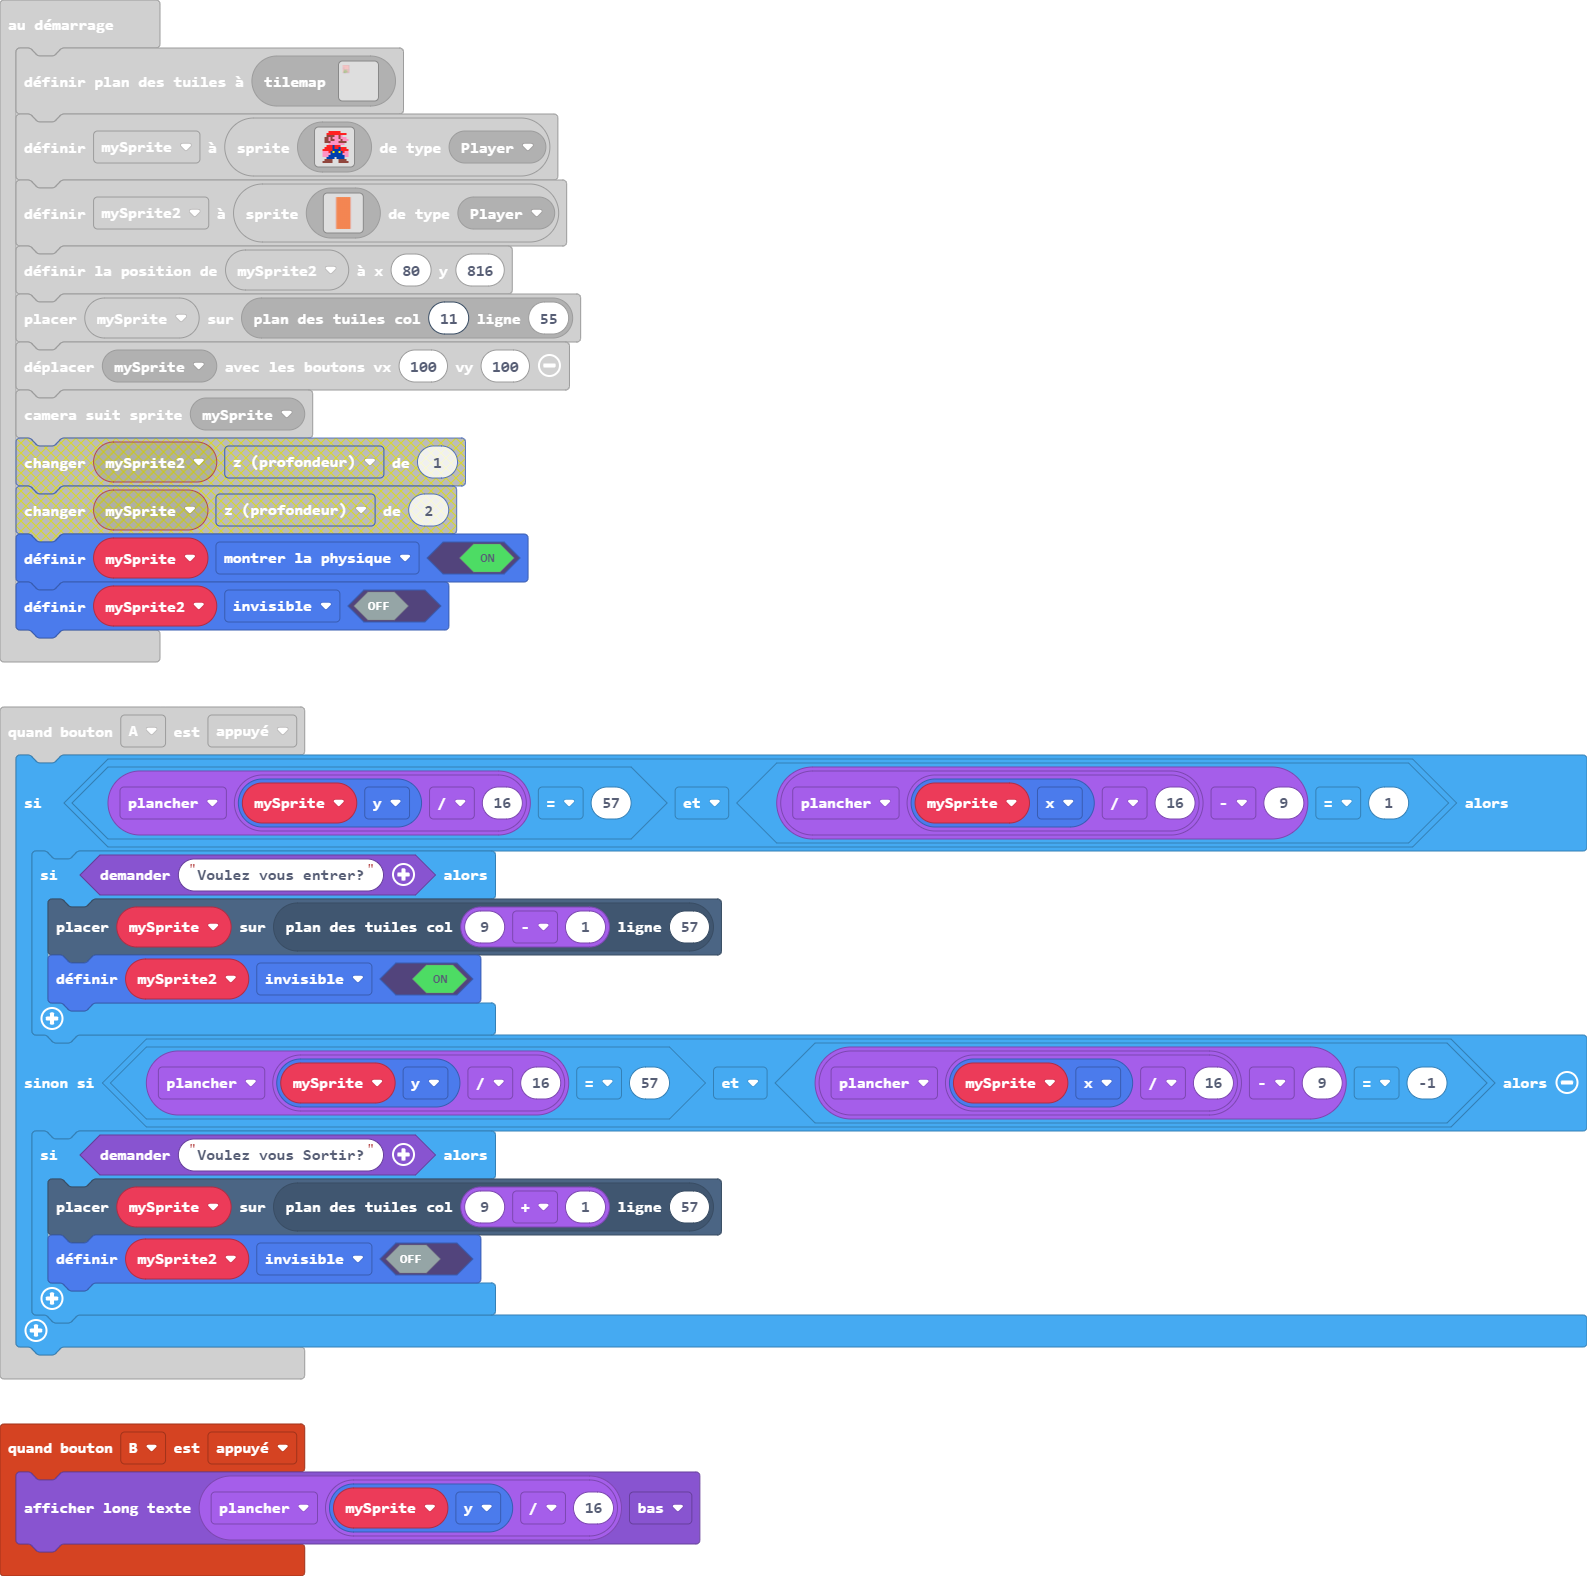 au démarrage
définir plan des tuiles à tilemap
définir mySprite à sprite de type Player
définir mySprite2 à sprite de type Player
définir la position de mySprite2 à x 80 y 816
placer mySprite sur plan des tuiles col 11 ligne 55
déplacer mySprite avec les boutons vx 100 vy 100
camera suit sprite mySprite
changer mySprite2 z (profondeur) de 1
changer mySprite z (profondeur) de 2
définir mySprite montrer la physique ON
définir mySprite2 invisible OFF
quand bouton A est appuyé
si plancher mySprite y / 16 = 57 et plancher mySprite x / 16 - 9 = 1 alors
si demander "Voulez vous entrer?" alors
placer mySprite sur plan des tuiles col 9 - 1 ligne 57
définir mySprite2 invisible ON
sinon si plancher mySprite y / 16 = 57 et plancher mySprite x / 16 - 9 = -1 alors
si demander "Voulez vous Sortir?" alors
placer mySprite sur plan des tuiles col 9 + 1 ligne 57
définir mySprite2 invisible OFF
quand bouton B est appuyé
afficher long texte plancher mySprite y / 16 bas